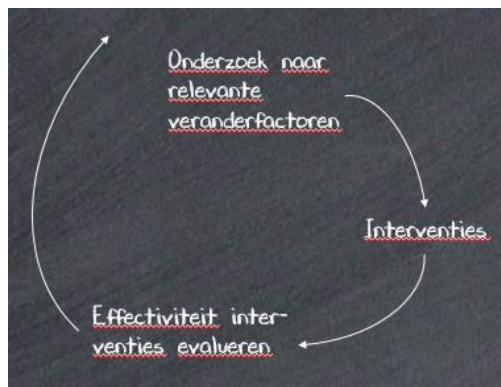 Onderzoek naar
relevante
veranderfactoren
Interventies
Effectiviteit inter-
venties evalueren